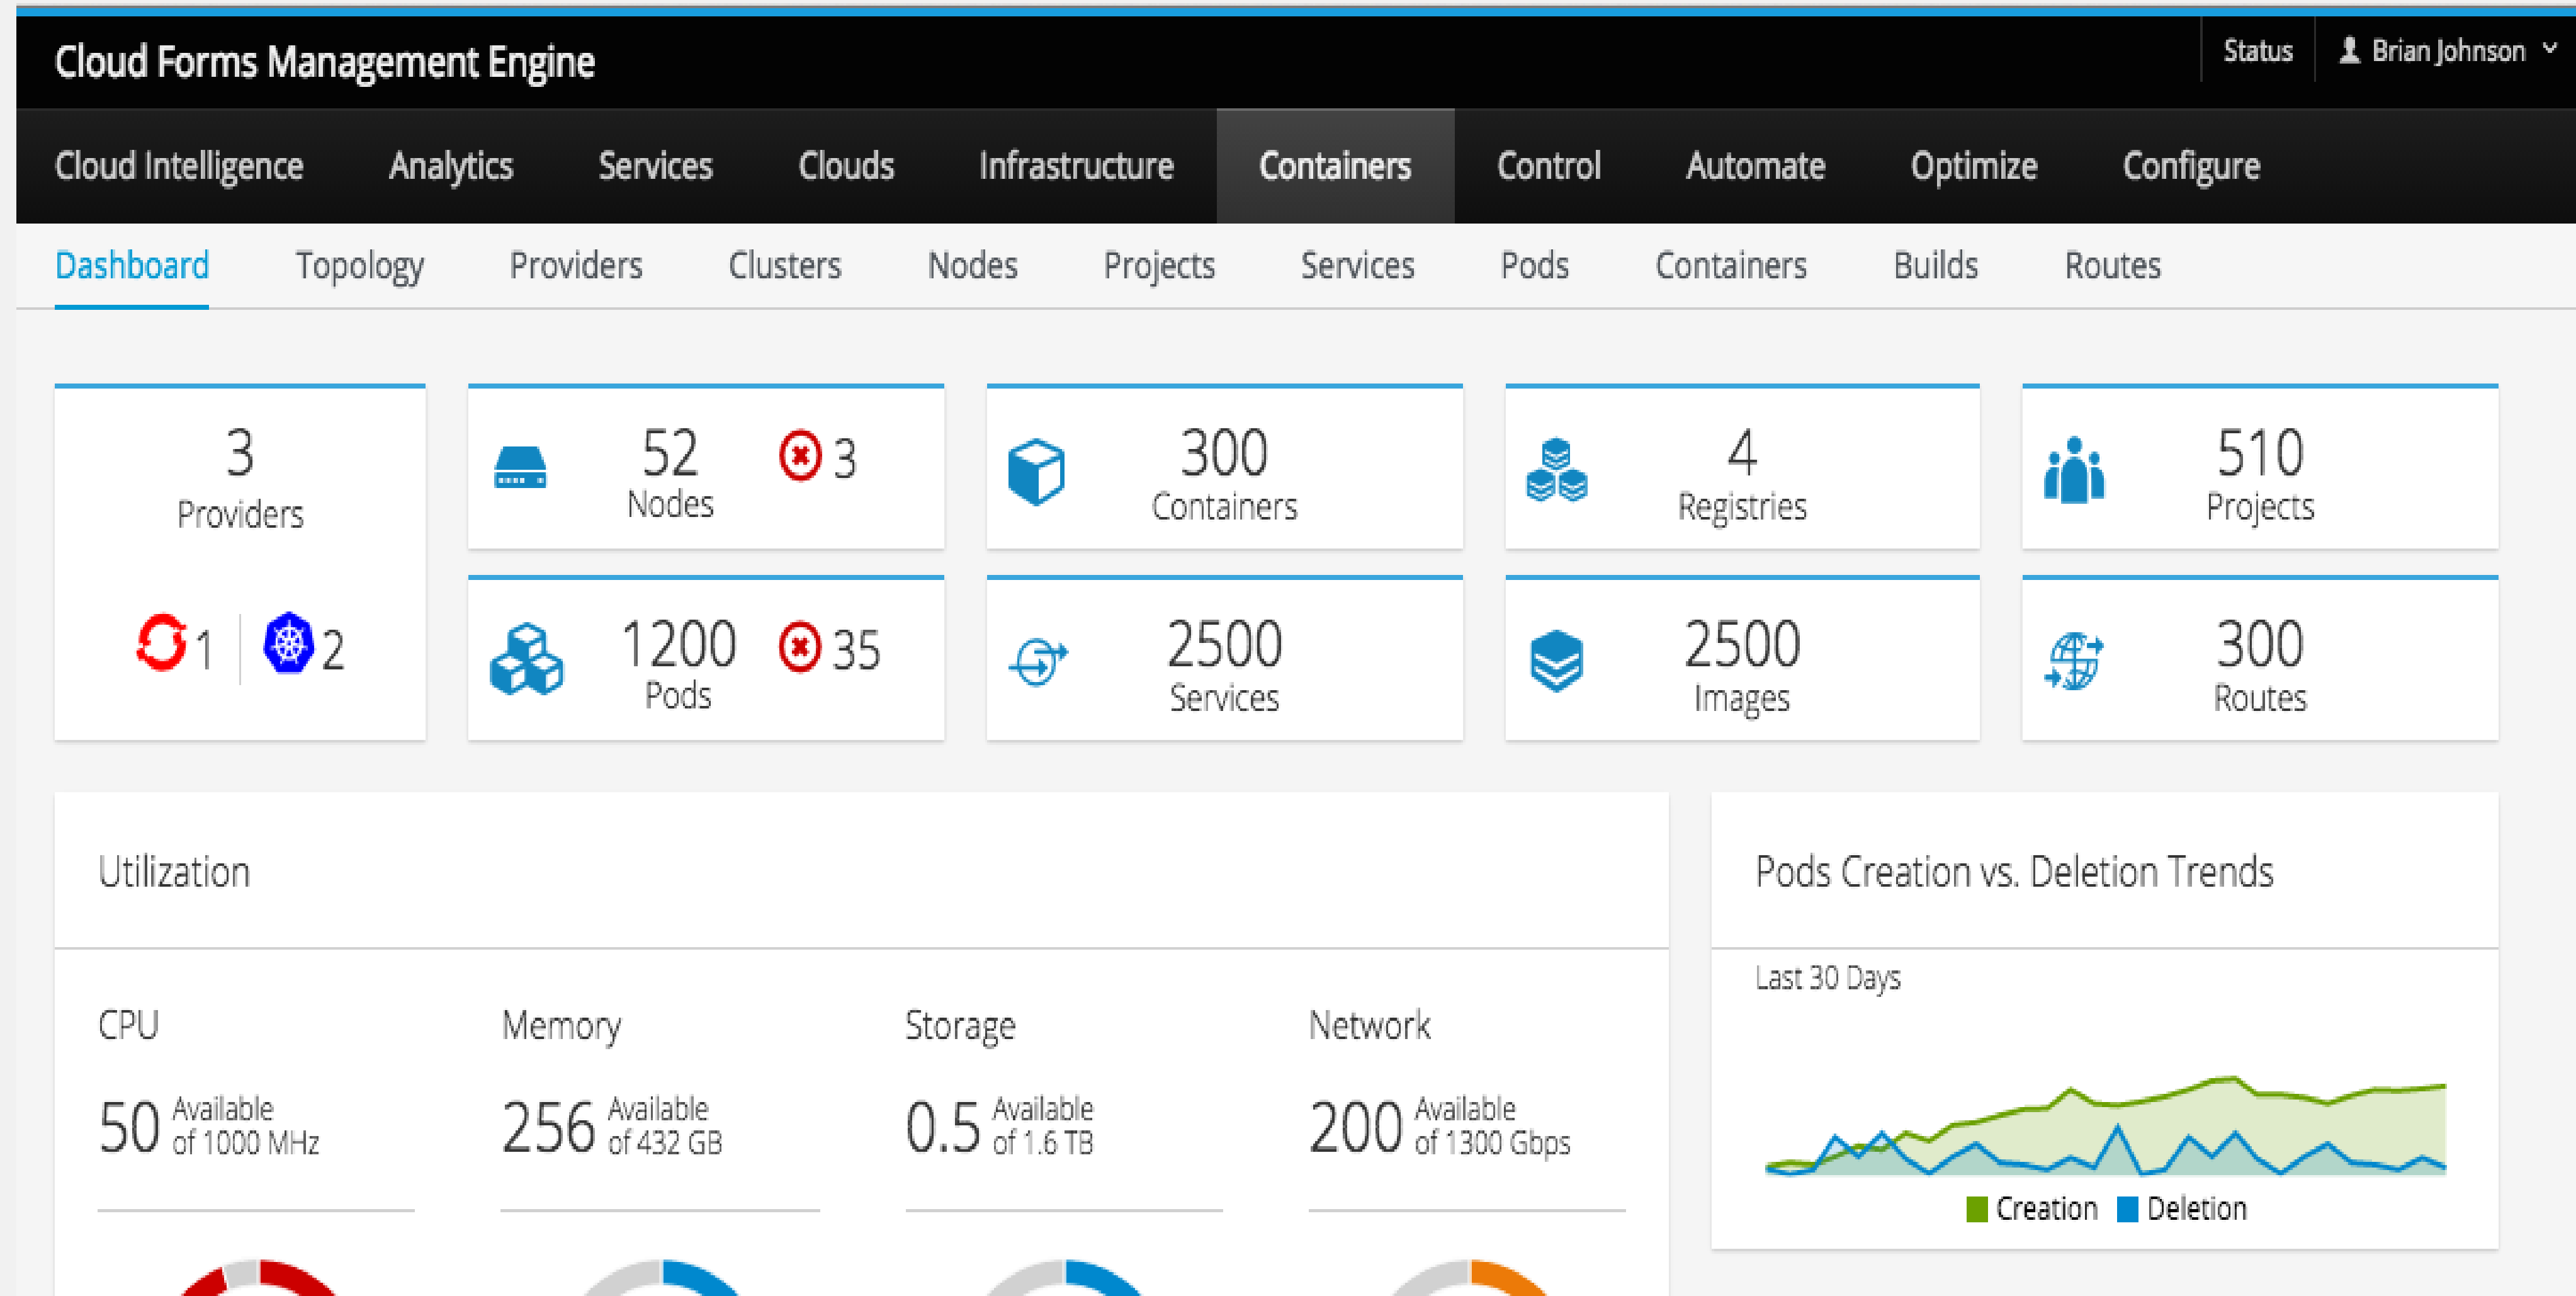 Cloud Forms Management Engine
Status
Brian Johnson
Cloud Intelligence Analytics Services Clouds Infrastructure Containers Control Automate Optimize Configure
Dashboard Topology Providers Clusters Nodes Projects Services Pods Containers Builds Routes
3
Providers
1
2
52
Nodes
3
300
Containers
4
Registries
510
Projects
1200
Pods
35
2500
Services
2500
Images
300
Routes
Utilization
CPU
50 Available
of 1000 MHz
Memory
256 Available
of 432 GB
Storage
0.5 Available
of 1.6 TB
Network
200 Available
of 1300 Gbps
Pods Creation vs. Deletion Trends
Last 30 Days
Creation Deletion